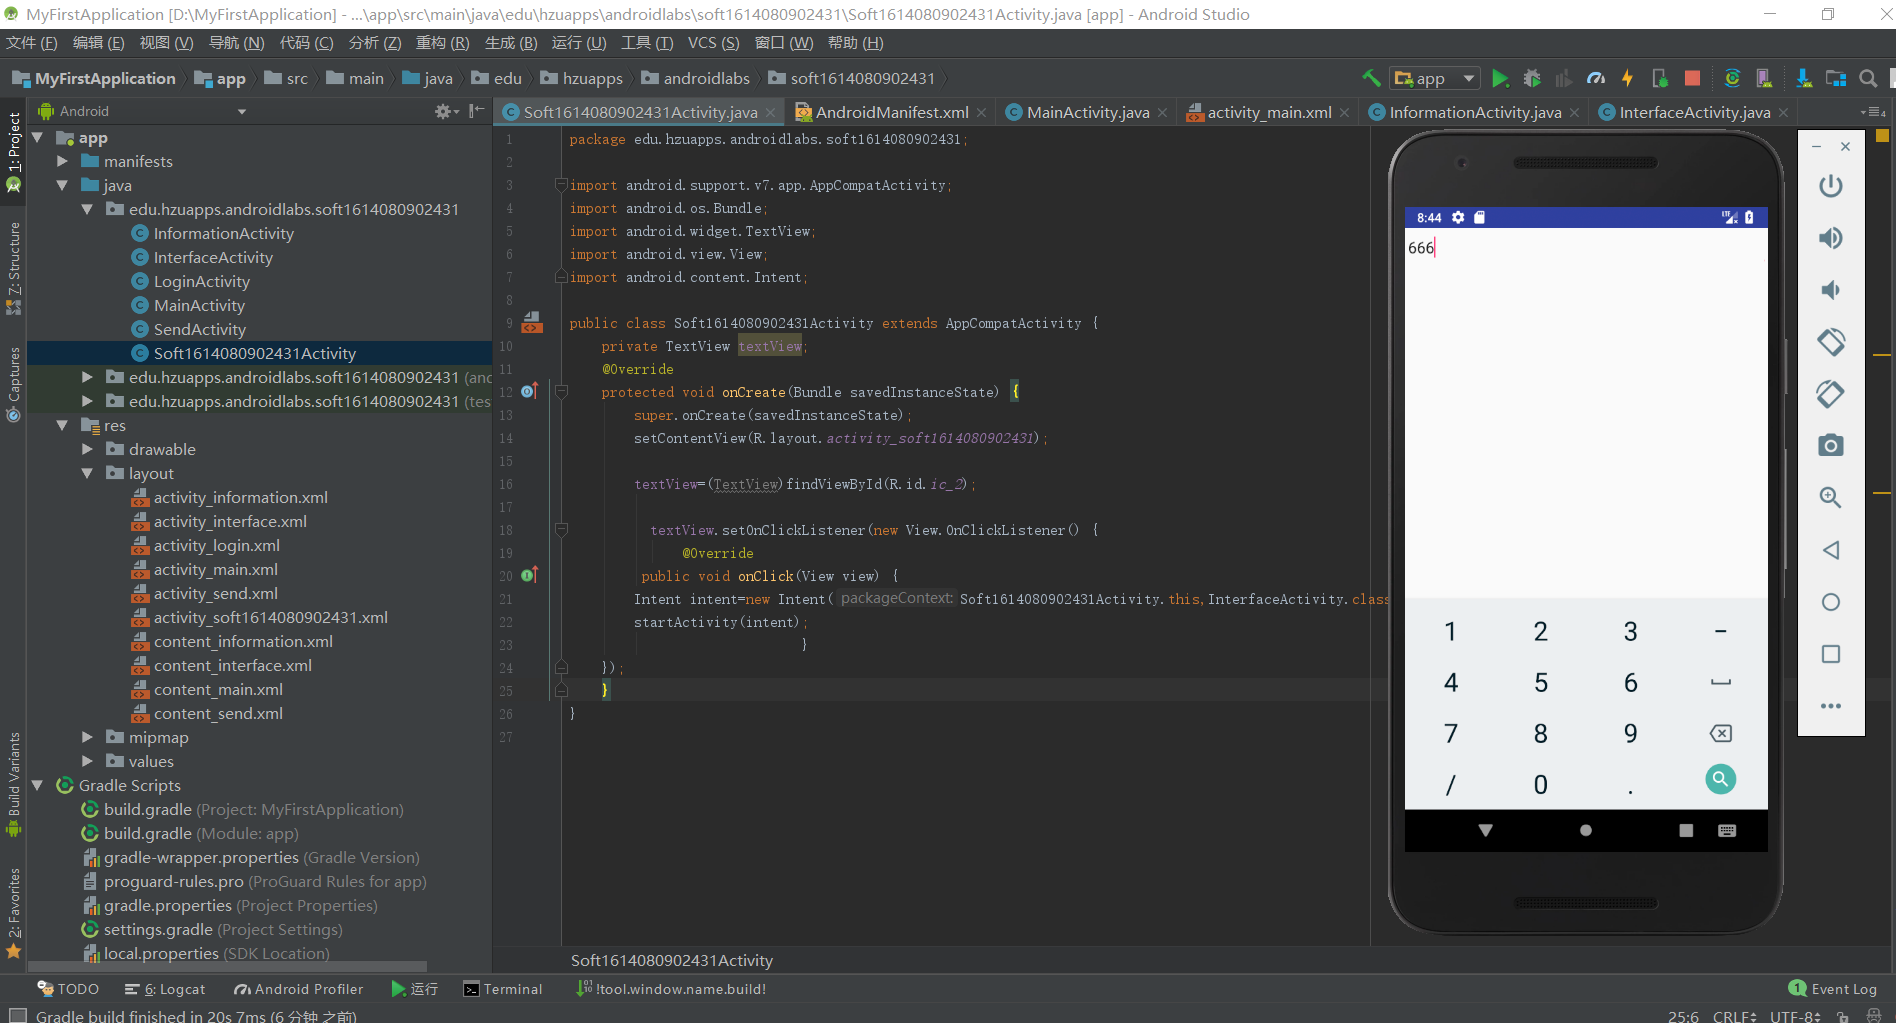 MyFirstApplication [D:\MyFirstApplication] - ...\app\src\main\java\edu\hzuapps\androidlabs\soft1614080902431\Soft1614080902431Activity.java [app] - Android Studio
文件 (F) 编辑 (E) 视图 (V) 导航 (N) 代码 (C) 分析 (Z) 重构 (R) 生成 (B) 运行 (U) 工具 (T) VCS (S) 窗口 (W) 帮助 (H)
MyFirstApplication app src main java edu hzuapps androidlabs soft1614080902431 app
Android
Soft1614080902431Activity.java AndroidManifest.xml MainActivity.java activity_main.xml InformationActivity.java InterfaceActivity.java
4
1: Project
7: Structure
Captures
Build Variants
2: Favorites
app
manifests
java
edu.hzuapps.androidlabs.soft1614080902431
InformationActivity
InterfaceActivity
LoginActivity
MainActivity
SendActivity
Soft1614080902431Activity
edu.hzuapps.androidlabs.soft1614080902431 (and
edu.hzuapps.androidlabs.soft1614080902431 (tes
res
drawable
layout
activity_information.xml
activity_interface.xml
activity_login.xml
activity_main.xml
activity_send.xml
activity_soft1614080902431.xml
content_information.xml
content_interface.xml
content_main.xml
content_send.xml
mipmap
values
Gradle Scripts
build.gradle (Project: MyFirstApplication)
build.gradle (Module: app)
gradle-wrapper.properties (Gradle Version)
proguard-rules.pro (ProGuard Rules for app)
gradle.properties (Project Properties)
settings.gradle (Project Settings)
local.properties (SDK Location)
1 package edu.hzuapps.androidlabs.soft1614080902431;
2
3 import android.support.v7.app.AppCompatActivity;
4 import android.os.Bundle;
5 import android.widget.TextView;
6 import android.view.View;
7 import android.content.Intent;
8
9 public class Soft1614080902431Activity extends AppCompatActivity {
10 private TextView textView;
11 @Override
12 protected void onCreate(Bundle savedInstanceState) {
13 super.onCreate(savedInstanceState);
14 setContentView(R.layout.activity_soft1614080902431);
15
16 textView=(TextView)findViewById(R.id.ic_2);
17
18 textView.setOnClickListener(new View.OnClickListener() {
19 @Override
20 public void onClick(View view) {
21 Intent intent=new Intent( packageContext: Soft1614080902431Activity.this,InterfaceActivity.class
22 startActivity(intent);
23 }
24 });
25 }
26 }
27
Soft1614080902431Activity
8:44 LTE
666
1 2 3 -
4 5 6
7 8 9
/ 0 .
TODO 6: Logcat Android Profiler 运行 Terminal !tool.window.name.build! 1 Event Log
Gradle build finished in 20s 7ms (6 分钟 之前) 25:6 CRLF UTF-8